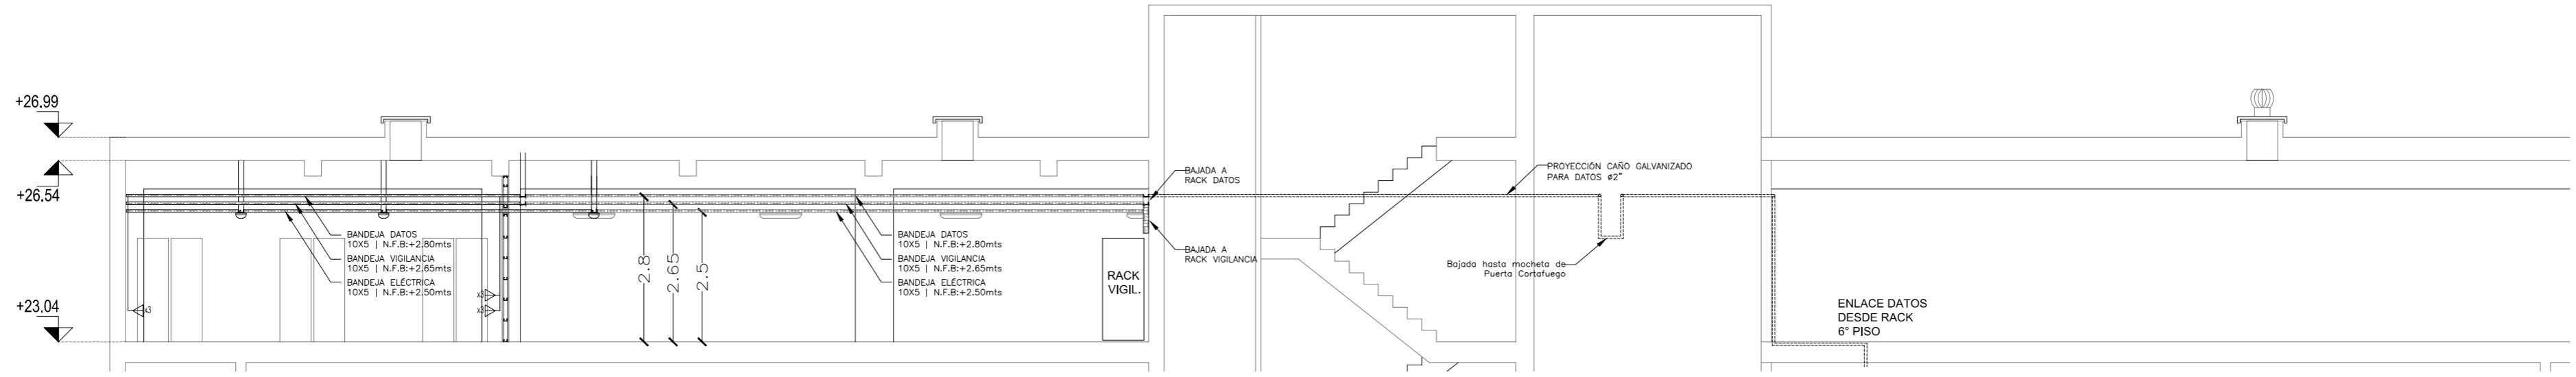 +26.99
+26.54
+23.04
BANDEJA DATOS
10X5 | N.F.B:+2.80mts
BANDEJA VIGILANCIA
10X5 | N.F.B:+2.65mts
BANDEJA ELÉCTRICA
10X5 | N.F.B:+2.50mts
x3
x3
x3
2.8
2.65
2.5
BANDEJA DATOS
10X5 | N.F.B:+2.80mts
BANDEJA VIGILANCIA
10X5 | N.F.B:+2.65mts
BANDEJA ELÉCTRICA
10X5 | N.F.B:+2.50mts
RACK
VIGIL.
BAJADA A
RACK DATOS
BAJADA A
RACK VIGILANCIA
PROYECCIÓN CAÑO GALVANIZADO
PARA DATOS ø2"
Bajada hasta mocheta de
Puerta Cortafuego
ENLACE DATOS
DESDE RACK
6° PISO